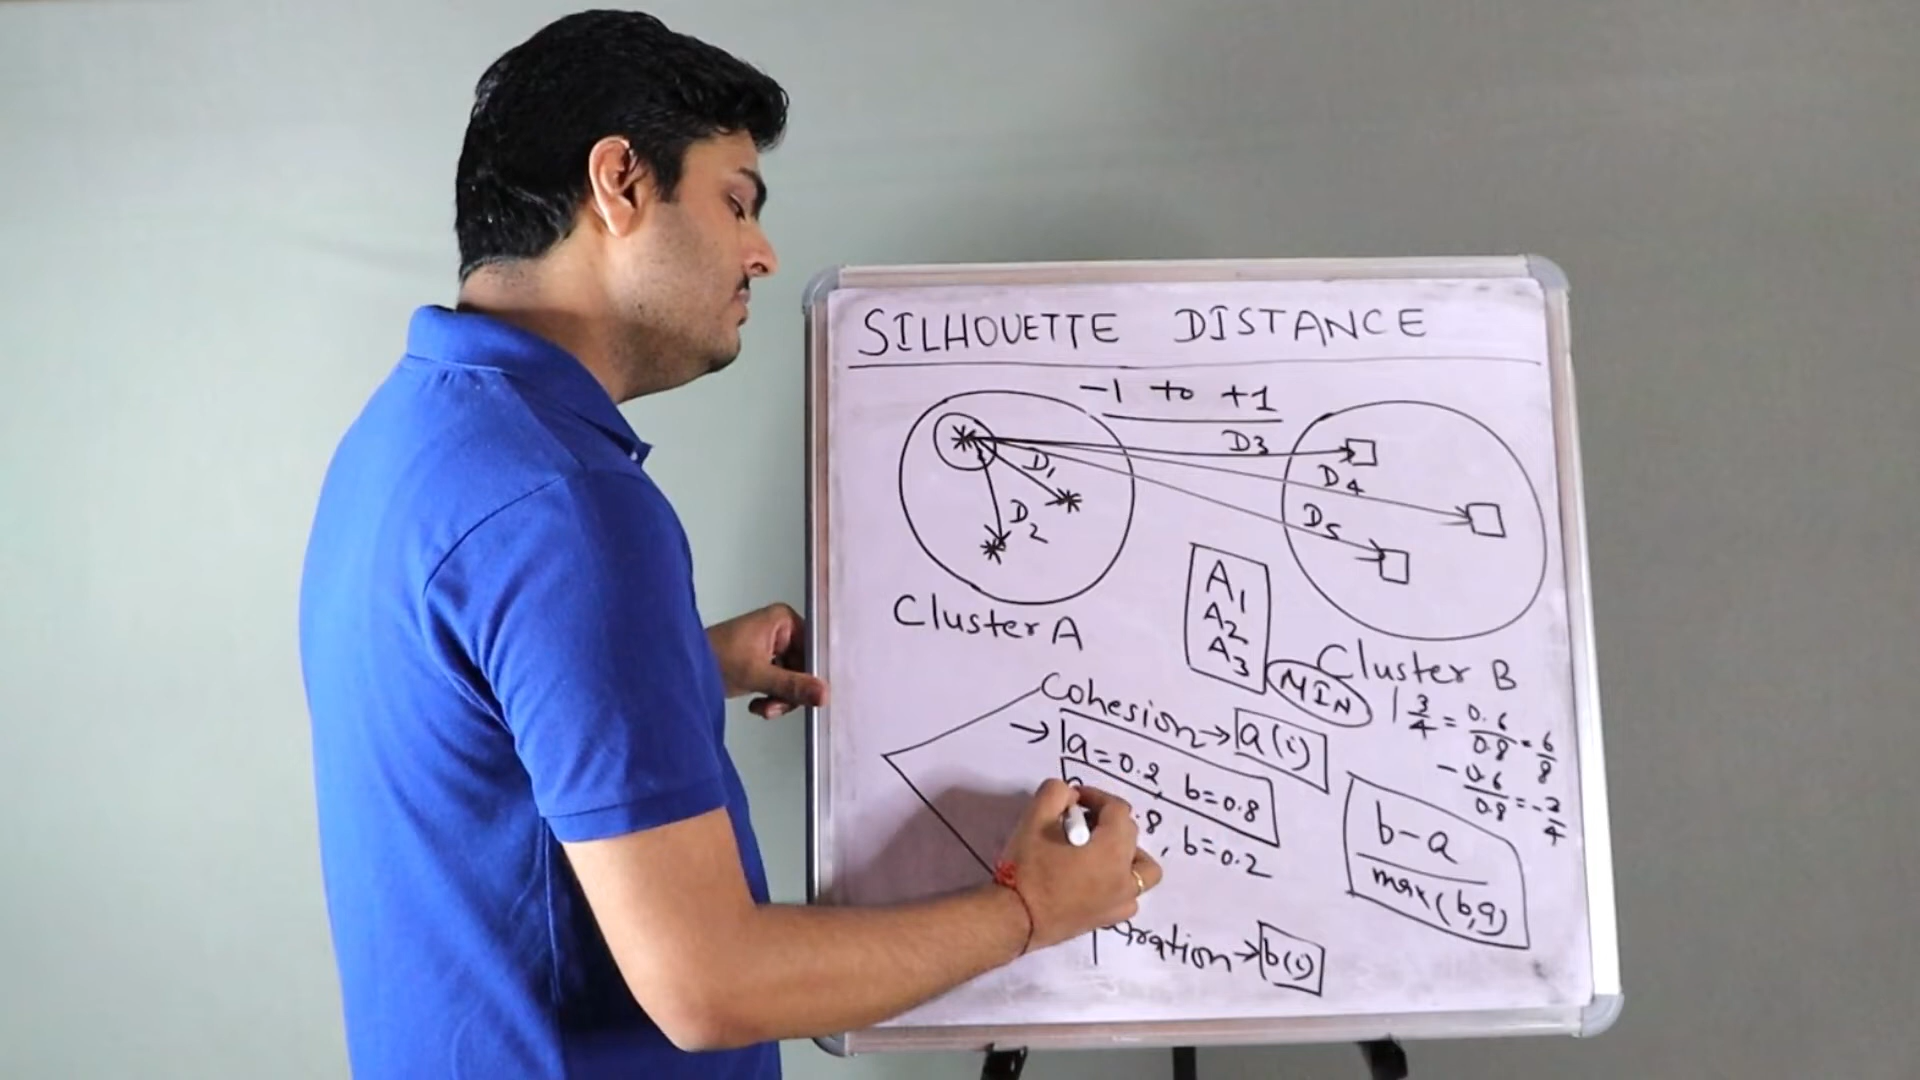 SILHOUETTE DISTANCE
-1 to +1
D1
D2
D3
D4
D5
Cluster A
Cluster B
A1
A2
A3
MIN
Cohesion → a(i)
→ a=0.2, b=0.8
.8, b=0.2
→ b(i)
3/4 = 0.6/0.8 = 6/8
-0.6/0.8 = -3/4
b-a
max(b,a)